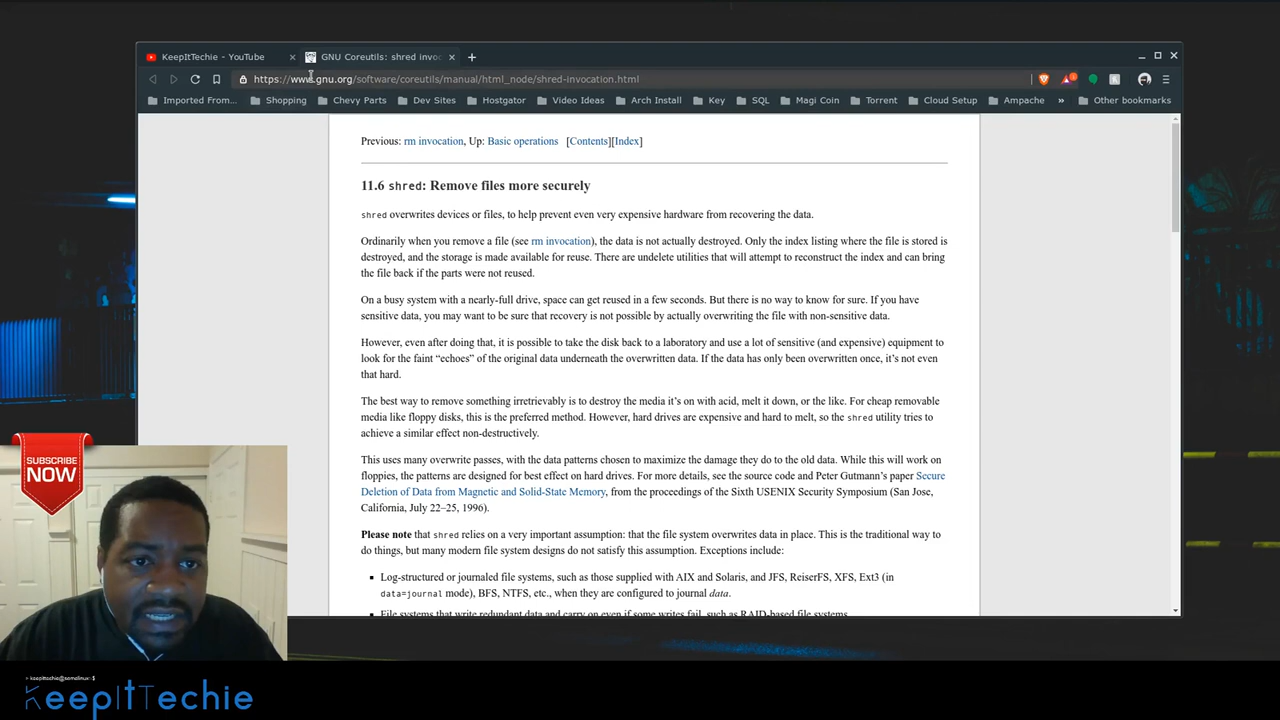 KeepItTechie - YouTube
GNU Coreutils: shred invoc
https://www.gnu.org/software/coreutils/manual/html_node/shred-invocation.html
Imported From... Shopping Chevy Parts Dev Sites Hostgator Video Ideas Arch Install Key SQL Magi Coin Torrent Cloud Setup Ampache » Other bookmarks
Previous: rm invocation, Up: Basic operations [Contents][Index]
11.6 shred: Remove files more securely
shred overwrites devices or files, to help prevent even very expensive hardware from recovering the data.
Ordinarily when you remove a file (see rm invocation), the data is not actually destroyed. Only the index listing where the file is stored is
destroyed, and the storage is made available for reuse. There are undelete utilities that will attempt to reconstruct the index and can bring
the file back if the parts were not reused.
On a busy system with a nearly-full drive, space can get reused in a few seconds. But there is no way to know for sure. If you have
sensitive data, you may want to be sure that recovery is not possible by actually overwriting the file with non-sensitive data.
However, even after doing that, it is possible to take the disk back to a laboratory and use a lot of sensitive (and expensive) equipment to
look for the faint “echoes” of the original data underneath the overwritten data. If the data has only been overwritten once, it’s not even
that hard.
The best way to remove something irretrievably is to destroy the media it’s on with acid, melt it down, or the like. For cheap removable
media like floppy disks, this is the preferred method. However, hard drives are expensive and hard to melt, so the shred utility tries to
achieve a similar effect non-destructively.
This uses many overwrite passes, with the data patterns chosen to maximize the damage they do to the old data. While this will work on
floppies, the patterns are designed for best effect on hard drives. For more details, see the source code and Peter Gutmann’s paper Secure
Deletion of Data from Magnetic and Solid-State Memory, from the proceedings of the Sixth USENIX Security Symposium (San Jose,
California, July 22–25, 1996).
Please note that shred relies on a very important assumption: that the file system overwrites data in place. This is the traditional way to
do things, but many modern file system designs do not satisfy this assumption. Exceptions include:
Log-structured or journaled file systems, such as those supplied with AIX and Solaris, and JFS, ReiserFS, XFS, Ext3 (in
data=journal mode), BFS, NTFS, etc., when they are configured to journal data.
File systems that write redundant data and carry on even if some writes fail, such as RAID-based file systems.
SUBSCRIBE
NOW
> keepittechie@somelinux:~$
KeepItTechie